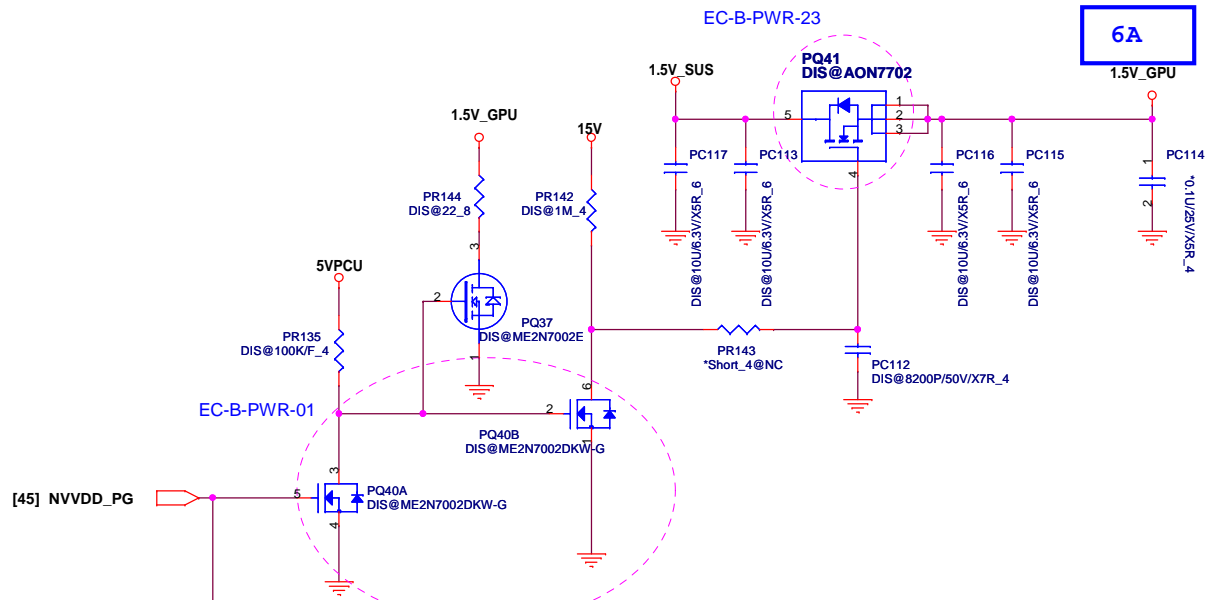 EC-B-PWR-23
6A
PQ41
DIS@AON7702
1.5V_SUS
1.5V_GPU
5
1
2
3
4
PC117
DIS@10U/6.3V/X5R_6
PC113
DIS@10U/6.3V/X5R_6
PC116
DIS@10U/6.3V/X5R_6
PC115
DIS@10U/6.3V/X5R_6
PC114
1
2
*0.1U/25V/X5R_4
1.5V_GPU
15V
PR144
DIS@22_8
PR142
DIS@1M_4
3
2
1
PQ37
DIS@ME2N7002E
5VPCU
PR135
DIS@100K/F_4
PR143
*Short_4@NC
PC112
DIS@8200P/50V/X7R_4
EC-B-PWR-01
6
2
1
PQ40B
DIS@ME2N7002DKW-G
3
5
4
PQ40A
DIS@ME2N7002DKW-G
[45] NVVDD_PG